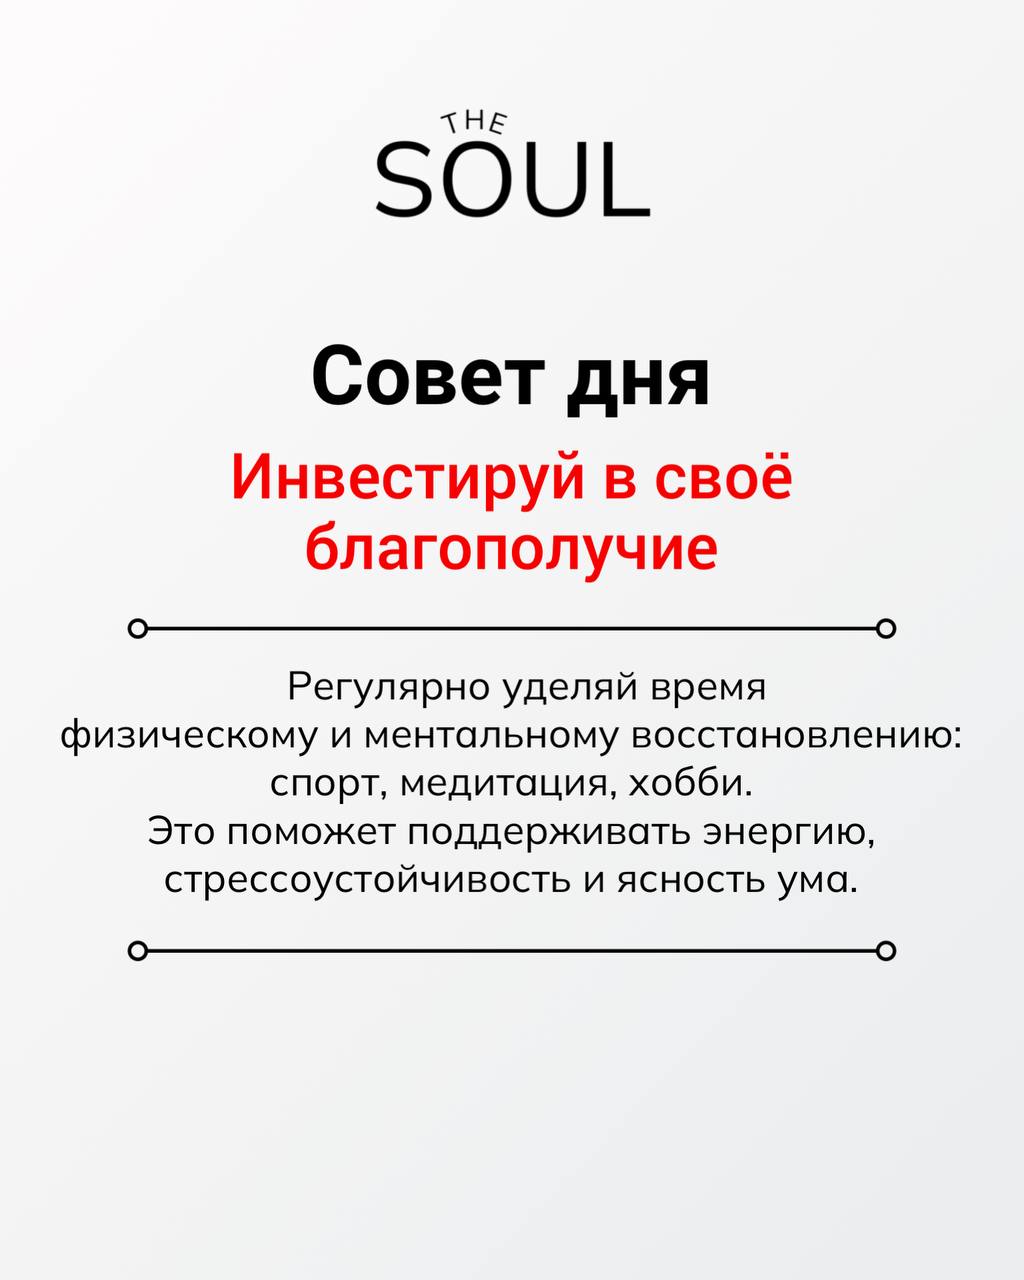 THE
SOUL
Совет дня
Инвестируй в своё
благополучие
Регулярно уделяй время
физическому и ментальному восстановлению:
спорт, медитация, хобби.
Это поможет поддерживать энергию,
стрессоустойчивость и ясность ума.